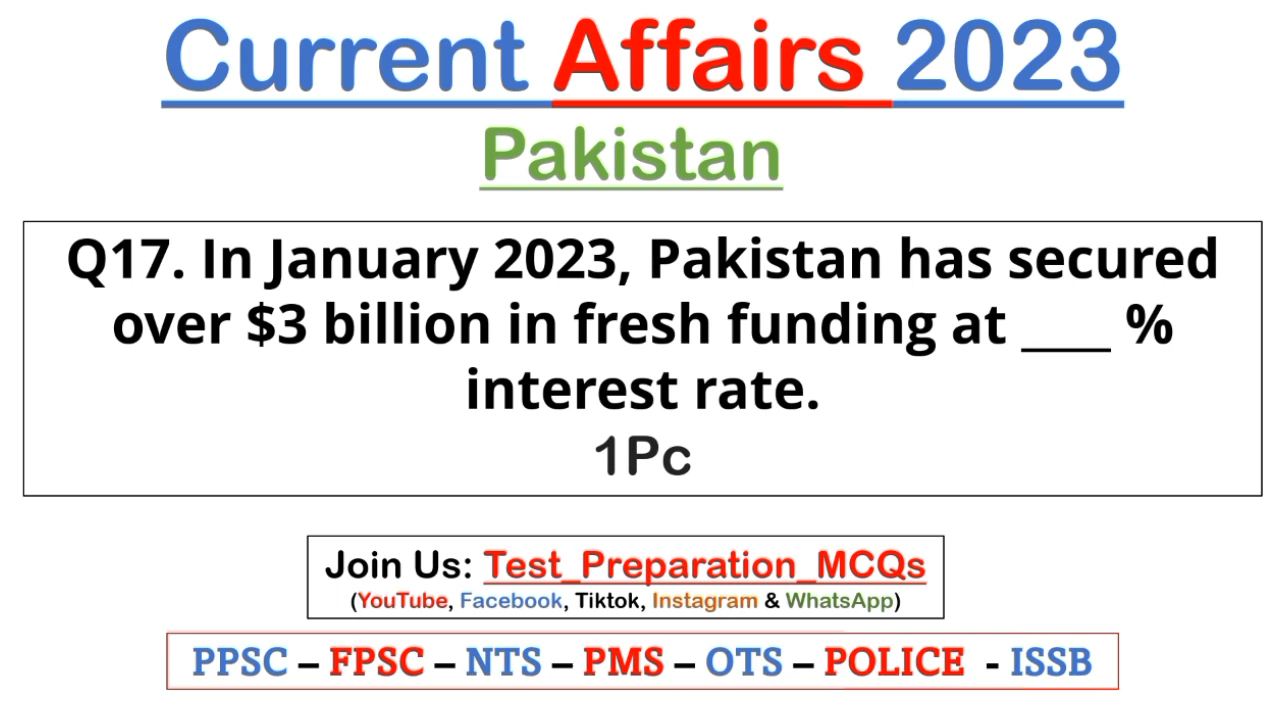 Current Affairs 2023
Pakistan
Q17. In January 2023, Pakistan has secured
over $3 billion in fresh funding at ____ %
interest rate.
1Pc
Join Us: Test_Preparation_MCQs
(YouTube, Facebook, Tiktok, Instagram & WhatsApp)
PPSC – FPSC – NTS – PMS – OTS – POLICE - ISSB